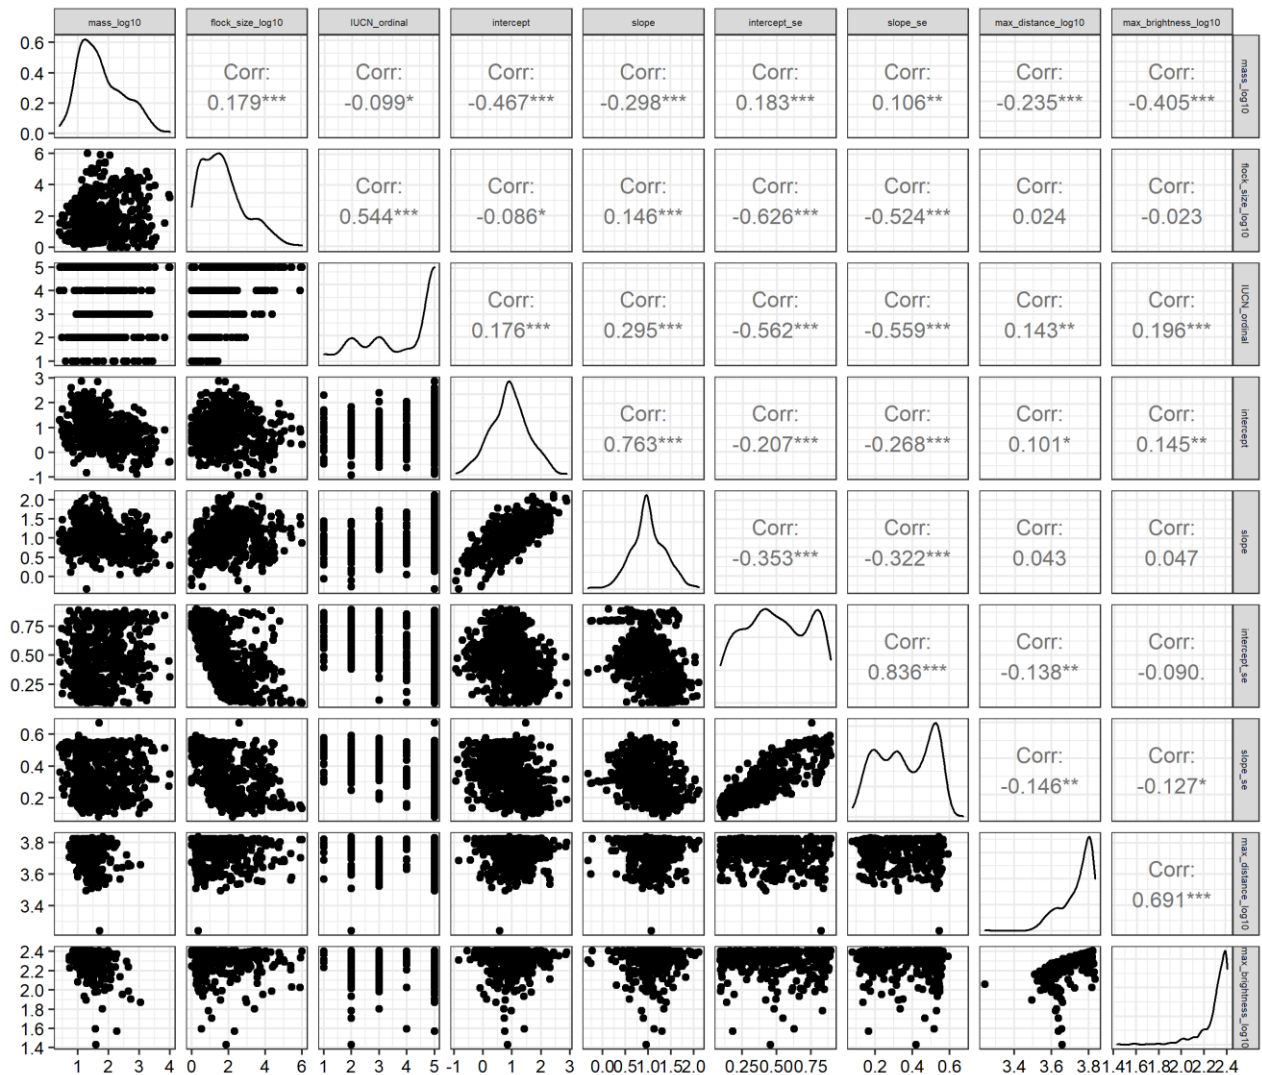 mass_log10 flock_size_log10 IUCN_ordinal intercept slope intercept_se slope_se max_distance_log10 max_brightness_log10
0.6
0.4
0.2
0.0
Corr: Corr: Corr: Corr: Corr: Corr: Corr: Corr:
0.179*** -0.099* -0.467*** -0.298*** 0.183*** 0.106** -0.235*** -0.405***
mass_log10
6
4
2
0
Corr: Corr: Corr: Corr: Corr: Corr: Corr:
0.544*** -0.086* 0.146*** -0.626*** -0.524*** 0.024 -0.023
flock_size_log10
5
4
3
2
1
Corr: Corr: Corr: Corr: Corr: Corr:
0.176*** 0.295*** -0.562*** -0.559*** 0.143** 0.196***
IUCN_ordinal
3
2
1
0
-1
Corr: Corr: Corr: Corr: Corr:
0.763*** -0.207*** -0.268*** 0.101* 0.145**
intercept
2.0
1.5
1.0
0.5
0.0
Corr: Corr: Corr: Corr:
-0.353*** -0.322*** 0.043 0.047
slope
0.75
0.50
0.25
Corr: Corr: Corr:
0.836*** -0.138** -0.090.
intercept_se
0.6
0.4
0.2
Corr: Corr:
-0.146** -0.127*
slope_se
3.8
3.6
3.4
Corr:
0.691***
max_distance_log10
2.4
2.2
2.0
1.8
1.6
1.4
max_brightness_log10
1 2 3 4 0 2 4 6 1 2 3 4 5 -1 0 1 2 3 0.00.51.01.52.0 0.250.500.75 0.2 0.4 0.6 3.4 3.6 3.81.41.61.82.02.22.4